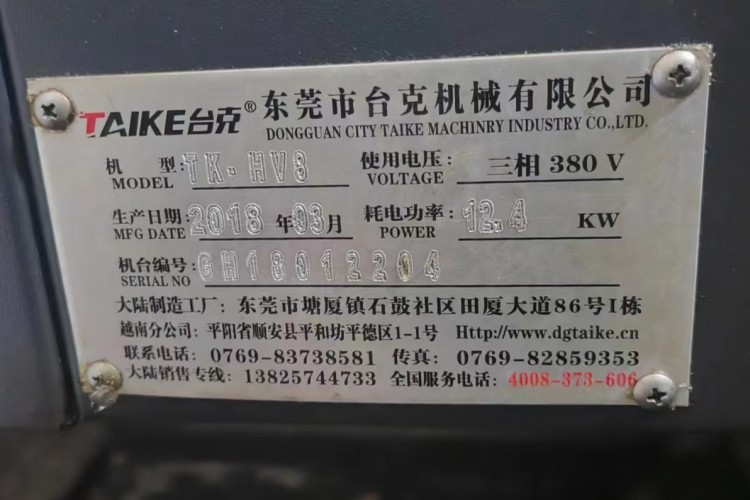 TAIKE台克® 东莞市台克机械有限公司
DONGGUAN CITY TAIKE MACHINRY INDUSTRY CO.,LTD.
机 型: TK-HV8 使用电压: 三相 380 V
MODEL VOLTAGE
生产日期: 2018 年 03 月 耗电功率: 12.4 KW
MFG DATE POWER
机台编号: CH18012204
SERIAL NO
大陆制造工厂: 东莞市塘厦镇石鼓社区田厦大道86号I栋
越南分公司: 平阳省顺安县平和坊平德区1-1号 Http://www.dgtaike.cn
联系电话: 0769-83738581 传真: 0769-82859353
大陆销售专线: 13825744733 全国服务电话: 4008-373-606